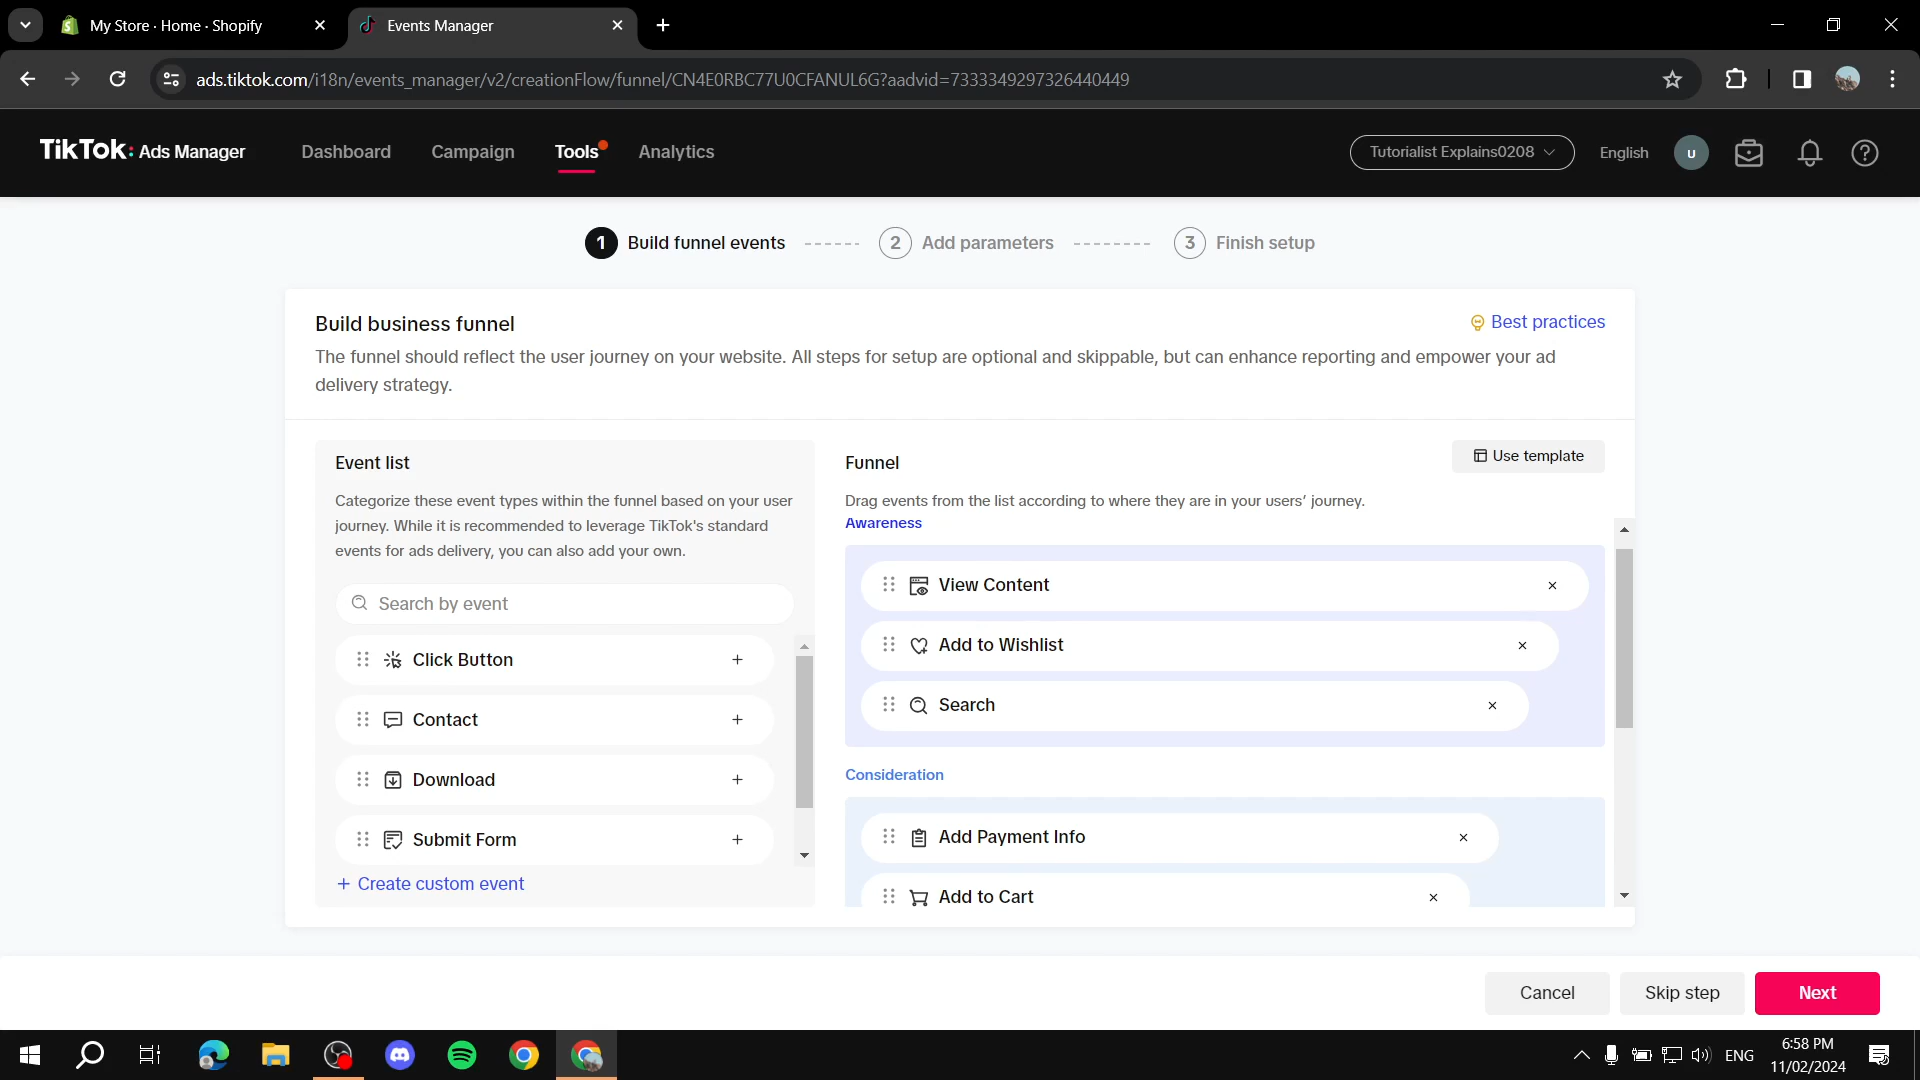 My Store · Home · Shopify
Events Manager
ads.tiktok.com/i18n/events_manager/v2/creationFlow/funnel/CN4E0RBC77U0CFANUL6G?aadvid=7333349297326440449
TikTok: Ads Manager
Dashboard
Campaign
Tools
Analytics
Tutorialist Explains0208
English
U
1 Build funnel events
2 Add parameters
3 Finish setup
Build business funnel
Best practices
The funnel should reflect the user journey on your website. All steps for setup are optional and skippable, but can enhance reporting and empower your ad
delivery strategy.
Event list
Categorize these event types within the funnel based on your user
journey. While it is recommended to leverage TikTok's standard
events for ads delivery, you can also add your own.
Search by event
Click Button
Contact
Download
Submit Form
+ Create custom event
Funnel
Use template
Drag events from the list according to where they are in your users' journey.
Awareness
View Content
Add to Wishlist
Search
Consideration
Add Payment Info
Add to Cart
Cancel
Skip step
Next
ENG
6:58 PM
11/02/2024